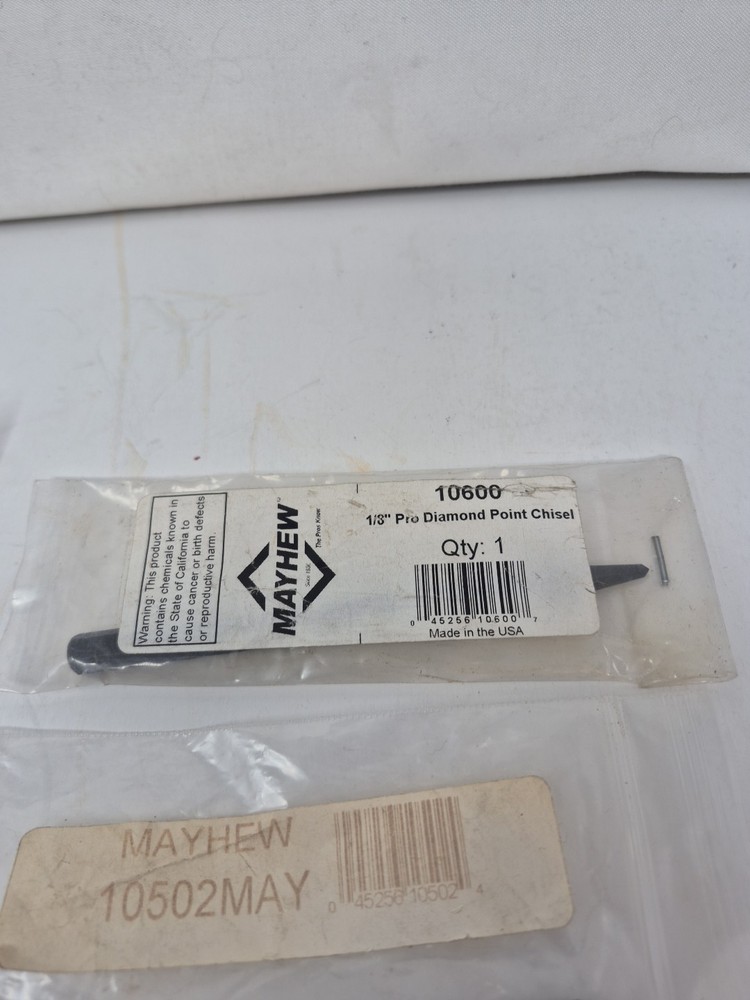 Warning: This product
contains chemicals known in
the State of California to
cause cancer or birth defects
or reproductive harm.
MAYHEW
The Pros Know
10600
1/8" Pro Diamond Point Chisel
Qty: 1
0 45256 10600 7
Made in the USA
MAYHEW
10502MAY
0 45256 10502 4